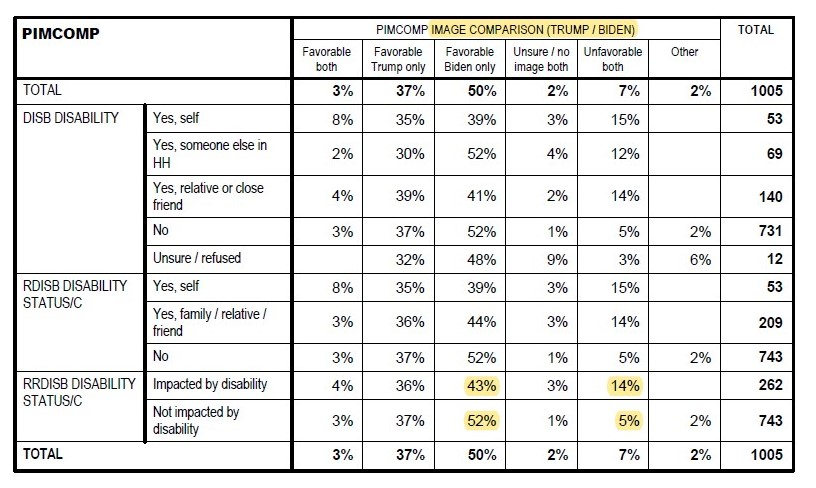 PIMCOMP
PIMCOMP IMAGE COMPARISON (TRUMP / BIDEN)
TOTAL
Favorable both
Favorable Trump only
Favorable Biden only
Unsure / no image both
Unfavorable both
Other
TOTAL 3% 37% 50% 2% 7% 2% 1005
DISB DISABILITY Yes, self 8% 35% 39% 3% 15% 53
Yes, someone else in HH 2% 30% 52% 4% 12% 69
Yes, relative or close friend 4% 39% 41% 2% 14% 140
No 3% 37% 52% 1% 5% 2% 731
Unsure / refused 32% 48% 9% 3% 6% 12
RDISB DISABILITY STATUS/C Yes, self 8% 35% 39% 3% 15% 53
Yes, family / relative / friend 3% 36% 44% 3% 14% 209
No 3% 37% 52% 1% 5% 2% 743
RRDISB DISABILITY STATUS/C Impacted by disability 4% 36% 43% 3% 14% 262
Not impacted by disability 3% 37% 52% 1% 5% 2% 743
TOTAL 3% 37% 50% 2% 7% 2% 1005